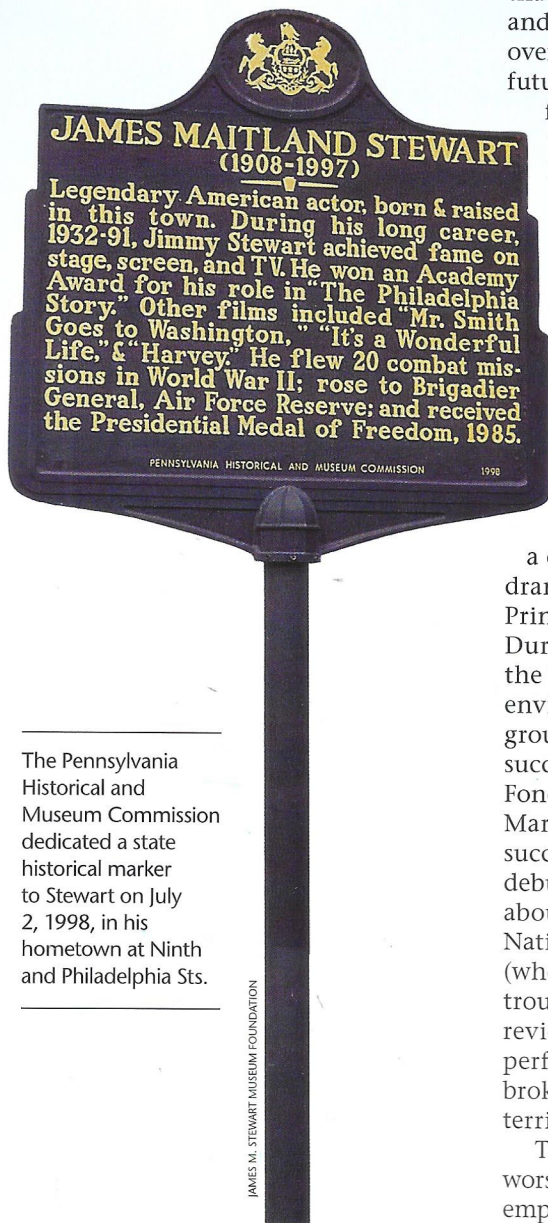 JAMES MAITLAND STEWART
(1908-1997)
Legendary American actor, born & raised
in this town. During his long career,
1932-91, Jimmy Stewart achieved fame on
stage, screen, and TV. He won an Academy
Award for his role in "The Philadelphia
Story." Other films included "Mr. Smith
Goes to Washington," "It's a Wonderful
Life," & "Harvey." He flew 20 combat mis-
sions in World War II; rose to Brigadier
General, Air Force Reserve; and received
the Presidential Medal of Freedom, 1985.
PENNSYLVANIA HISTORICAL AND MUSEUM COMMISSION 1998
The Pennsylvania
Historical and
Museum Commission
dedicated a state
historical marker
to Stewart on July
2, 1998, in his
hometown at Ninth
and Philadelphia Sts.
JAMES M. STEWART MUSEUM FOUNDATION
and
over
futu
f
a
dram
Prin
Dur
the
envi
grou
succ
Fon
Mar
succ
debu
abou
Nati
(wh
trou
revi
perf
brok
terri
T
wors
emp